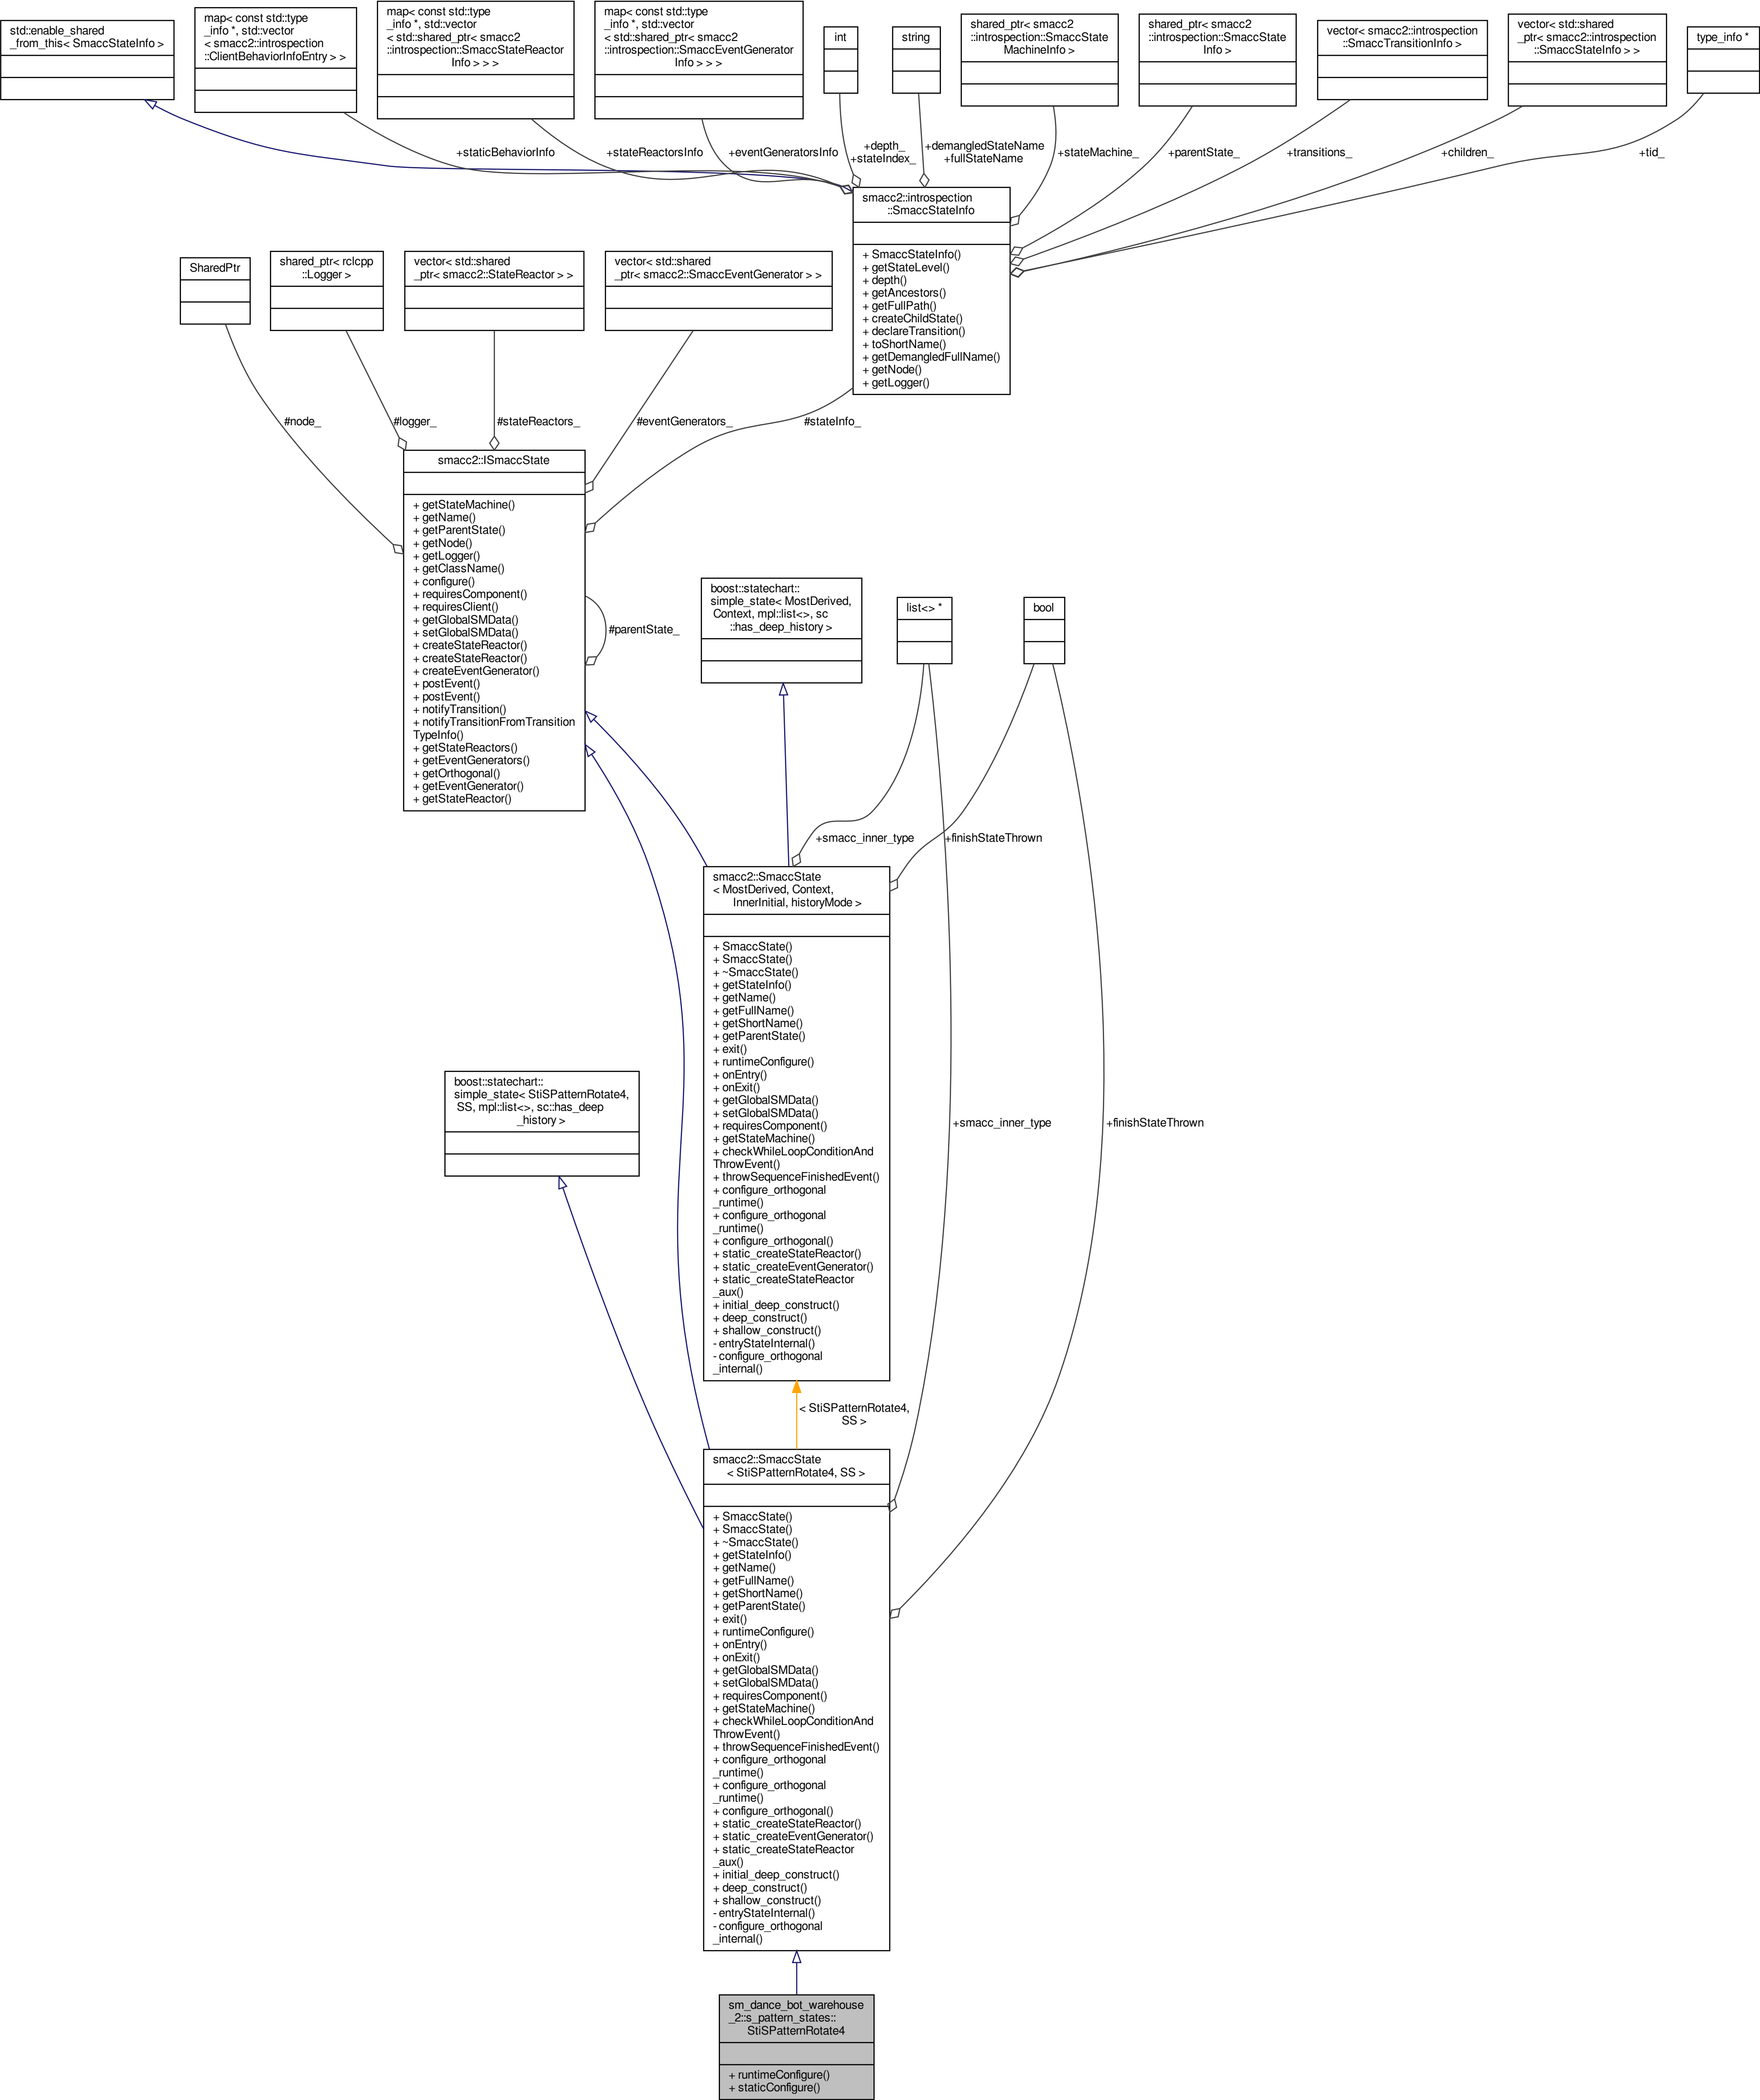 std::enable_shared
_from_this< SmaccStateInfo >
map< const std::type
_info *, std::vector
< smacc2::introspection
::ClientBehaviorInfoEntry > >
map< const std::type
_info *, std::vector
< std::shared_ptr< smacc2
::introspection::SmaccStateReactor
Info > > >
map< const std::type
_info *, std::vector
< std::shared_ptr< smacc2
::introspection::SmaccEventGenerator
Info > > >
int
string
shared_ptr< smacc2
::introspection::SmaccState
MachineInfo >
shared_ptr< smacc2
::introspection::SmaccState
Info >
vector< smacc2::introspection
::SmaccTransitionInfo >
vector< std::shared
_ptr< smacc2::introspection
::SmaccStateInfo > >
type_info *
+staticBehaviorInfo
+stateReactorsInfo
+eventGeneratorsInfo
+depth_
+stateIndex_
+demangledStateName
+fullStateName
+stateMachine_
+parentState_
+transitions_
+children_
+tid_
smacc2::introspection
::SmaccStateInfo
+ SmaccStateInfo()
+ getStateLevel()
+ depth()
+ getAncestors()
+ getFullPath()
+ createChildState()
+ declareTransition()
+ toShortName()
+ getDemangledFullName()
+ getNode()
+ getLogger()
SharedPtr
shared_ptr< rclcpp
::Logger >
vector< std::shared
_ptr< smacc2::StateReactor > >
vector< std::shared
_ptr< smacc2::SmaccEventGenerator > >
#node_
#logger_
#stateReactors_
#eventGenerators_
#stateInfo_
smacc2::ISmaccState
+ getStateMachine()
+ getName()
+ getParentState()
+ getNode()
+ getLogger()
+ getClassName()
+ configure()
+ requiresComponent()
+ requiresClient()
+ getGlobalSMData()
+ setGlobalSMData()
+ createStateReactor()
+ createStateReactor()
+ createEventGenerator()
+ postEvent()
+ postEvent()
+ notifyTransition()
+ notifyTransitionFromTransition
TypeInfo()
+ getStateReactors()
+ getEventGenerators()
+ getOrthogonal()
+ getEventGenerator()
+ getStateReactor()
#parentState_
boost::statechart::
simple_state< MostDerived,
Context, mpl::list<>, sc
::has_deep_history >
list<> *
bool
+smacc_inner_type
+finishStateThrown
smacc2::SmaccState
< MostDerived, Context,
InnerInitial, historyMode >
+ SmaccState()
+ SmaccState()
+ ~SmaccState()
+ getStateInfo()
+ getName()
+ getFullName()
+ getShortName()
+ getParentState()
+ exit()
+ runtimeConfigure()
+ onEntry()
+ onExit()
+ getGlobalSMData()
+ setGlobalSMData()
+ requiresComponent()
+ getStateMachine()
+ checkWhileLoopConditionAnd
ThrowEvent()
+ throwSequenceFinishedEvent()
+ configure_orthogonal
_runtime()
+ configure_orthogonal
_runtime()
+ configure_orthogonal()
+ static_createStateReactor()
+ static_createEventGenerator()
+ static_createStateReactor
_aux()
+ initial_deep_construct()
+ deep_construct()
+ shallow_construct()
- entryStateInternal()
- configure_orthogonal
_internal()
boost::statechart::
simple_state< StiSPatternRotate4,
SS, mpl::list<>, sc::has_deep
_history >
+smacc_inner_type
+finishStateThrown
< StiSPatternRotate4,
SS >
smacc2::SmaccState
< StiSPatternRotate4, SS >
+ SmaccState()
+ SmaccState()
+ ~SmaccState()
+ getStateInfo()
+ getName()
+ getFullName()
+ getShortName()
+ getParentState()
+ exit()
+ runtimeConfigure()
+ onEntry()
+ onExit()
+ getGlobalSMData()
+ setGlobalSMData()
+ requiresComponent()
+ getStateMachine()
+ checkWhileLoopConditionAnd
ThrowEvent()
+ throwSequenceFinishedEvent()
+ configure_orthogonal
_runtime()
+ configure_orthogonal
_runtime()
+ configure_orthogonal()
+ static_createStateReactor()
+ static_createEventGenerator()
+ static_createStateReactor
_aux()
+ initial_deep_construct()
+ deep_construct()
+ shallow_construct()
- entryStateInternal()
- configure_orthogonal
_internal()
sm_dance_bot_warehouse
_2::s_pattern_states::
StiSPatternRotate4
+ runtimeConfigure()
+ staticConfigure()